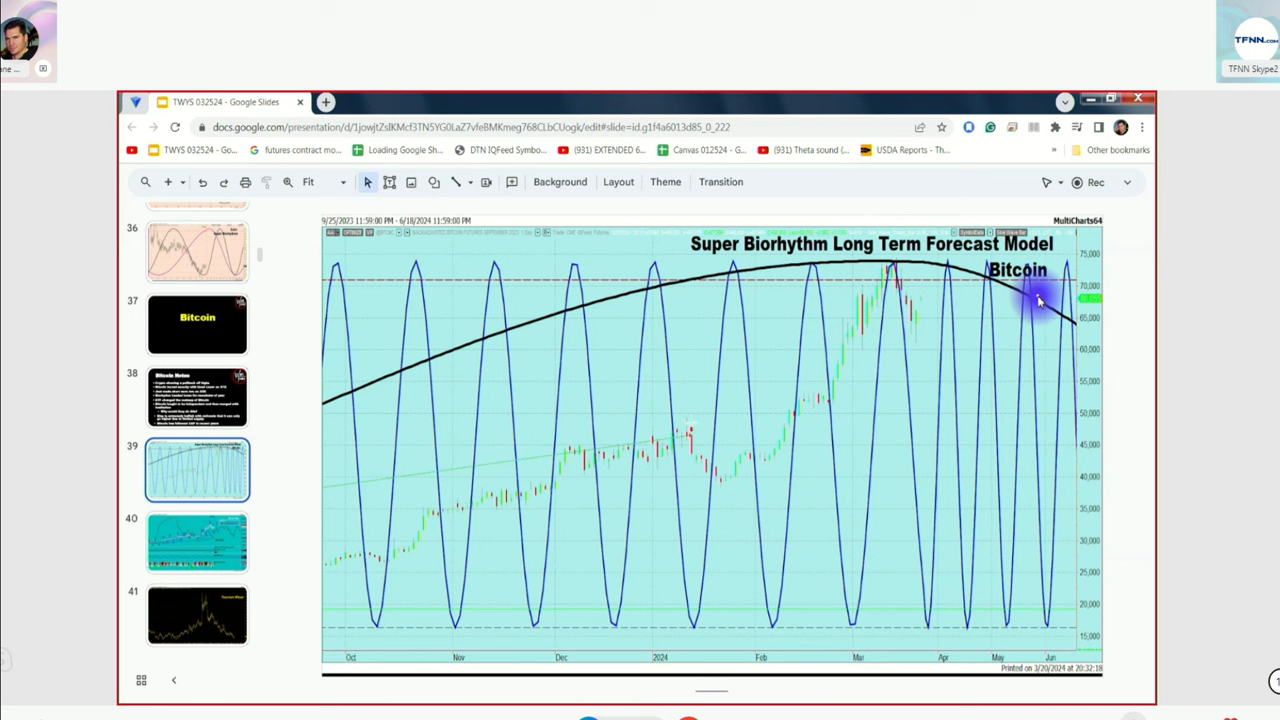 ne ...
TFNN.COM
TFNN Skype2
TWYS 032524 - Google Slides
docs.google.com/presentation/d/1jowjtZslKMcf3TN5YG0LaZ7vfeBMKmeg768CLbCUogk/edit#slide=id.g1f4a6013d85_0_222
TWYS 032524 - Go...
futures contract mo...
Loading Google Sh...
DTN IQFeed Symbo...
(931) EXTENDED 6...
Canvas 012524 - G...
(931) Theta sound (...
USDA Reports - Th...
»
Other bookmarks
Fit
Background
Layout
Theme
Transition
Rec
36
37
Bitcoin
38
Bitcoin Notes
39
40
41
9/25/2023 11:59:00 PM - 6/18/2024 11:59:00 PM
MultiCharts64
Super Biorhythm Long Term Forecast Model
Bitcoin
75,000
70,000
65,000
60,000
55,000
50,000
45,000
40,000
35,000
30,000
25,000
20,000
15,000
Oct
Nov
Dec
2024
Feb
Mar
Apr
May
Jun
Printed on 3/20/2024 at 20:32:18
1